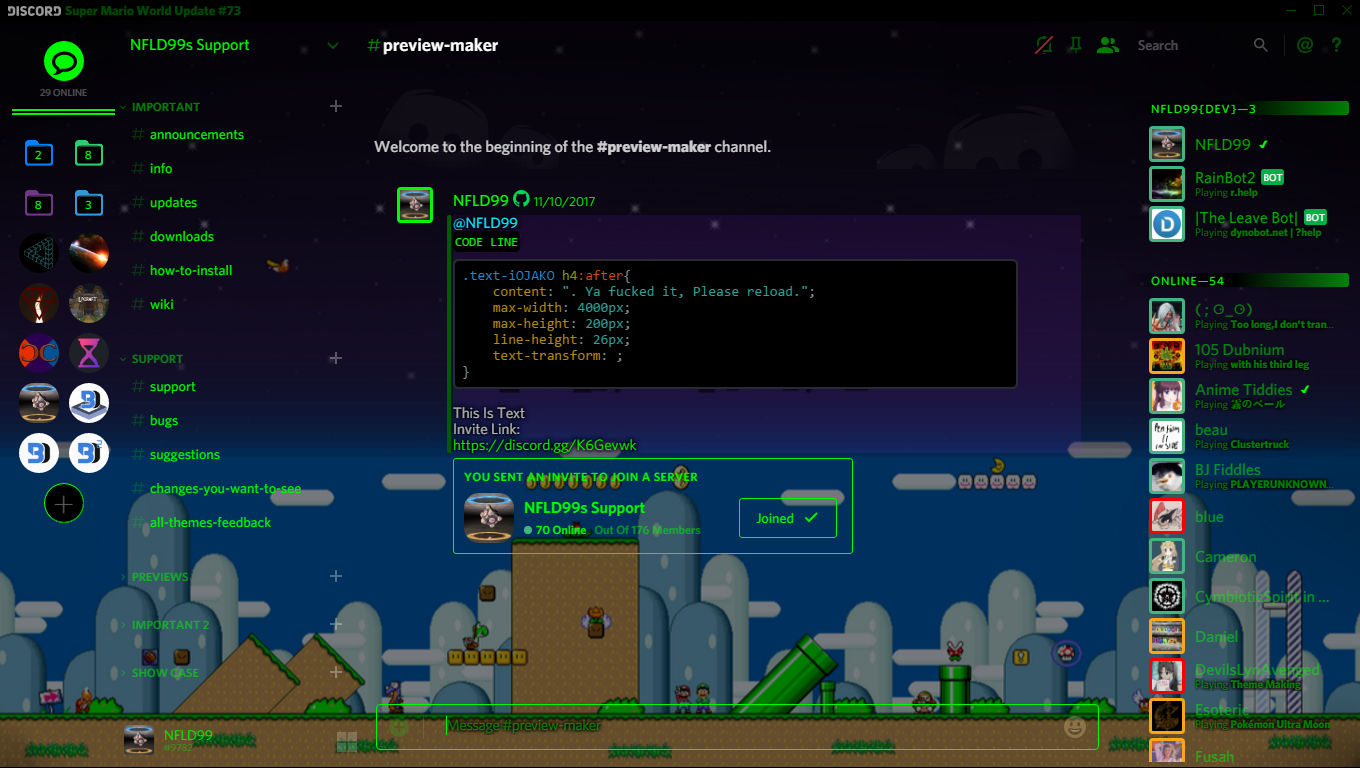 DISCORD Super Mario World Update #73
NFLD99s Support
#preview-maker
Search
@ ?
29 ONLINE
2
8
8
3
IMPORTANT
# announcements
# info
# updates
# downloads
# how-to-install
# wiki
SUPPORT
# support
# bugs
# suggestions
# changes-you-want-to-see
# all-themes-feedback
PREVIEWS
IMPORTANT 2
SHOW CASE
NFLD99
#9782
Welcome to the beginning of the #preview-maker channel.
NFLD99 11/10/2017
@NFLD99
CODE LINE
.text-iOJAKO h4:after{
content: ". Ya fucked it, Please reload.";
max-width: 4000px;
max-height: 200px;
line-height: 26px;
text-transform: ;
}
This Is Text
Invite Link:
https://discord.gg/K6Gevwk
YOU SENT AN INVITE TO JOIN A SERVER
NFLD99s Support
70 Online Out Of 176 Members
Joined
Message #preview-maker
NFLD99{DEV}—3
NFLD99
RainBot2 BOT
Playing r.help
|The Leave Bot| BOT
Playing dynobot.net | ?help
ONLINE—54
( ; ʘ_ʘ)
Playing Too long,I don't tran...
105 Dubnium
Playing with his third leg
Anime Tiddies
beau
Playing Clustertruck
BJ Fiddles
Playing PLAYERUNKNOWN...
blue
Cameron
CymbioticSpirit in ...
Daniel
DevilsLynAvenged
Playing Theme Making
Esoteric
Playing Pokémon Ultra Moon
Fusah